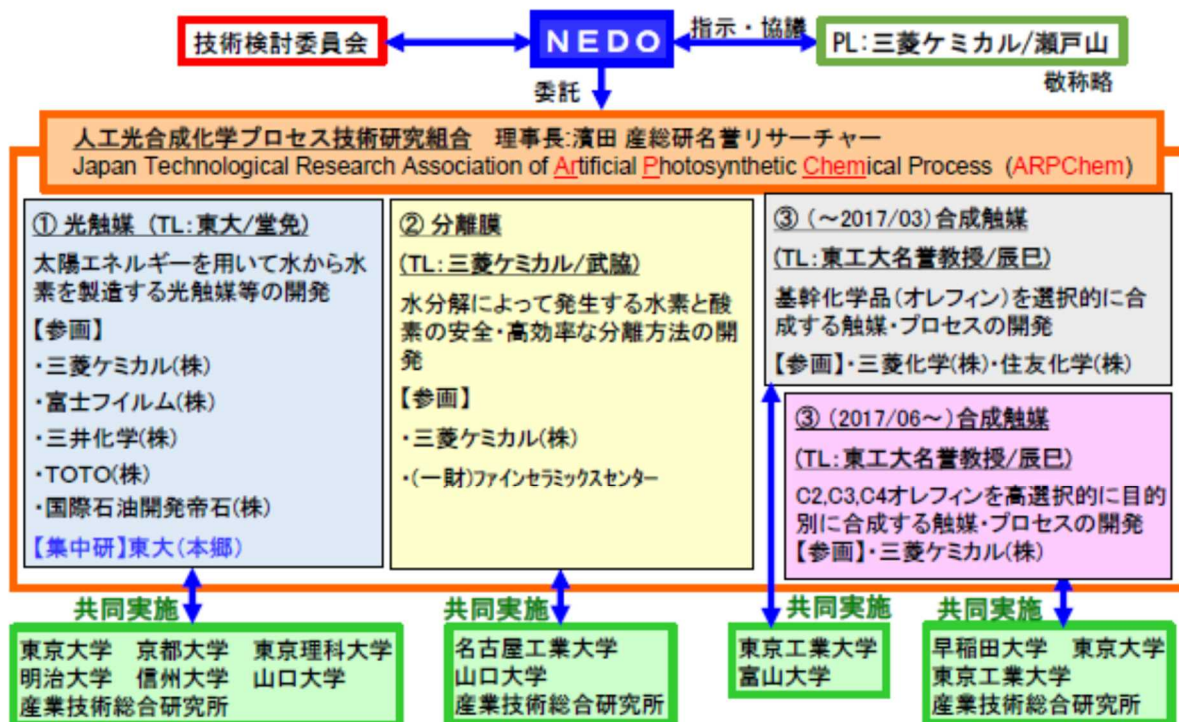 技術検討委員会
NEDO
指示・協議
PL:三菱ケミカル/瀬戸山
敬称略
委託
人工光合成化学プロセス技術研究組合 理事長:濱田 産総研名誉リサーチャー
Japan Technological Research Association of Artificial Photosynthetic Chemical Process (ARPChem)
① 光触媒 (TL:東大/堂免)
太陽エネルギーを用いて水から水
素を製造する光触媒等の開発
【参画】
・三菱ケミカル(株)
・富士フイルム(株)
・三井化学(株)
・TOTO(株)
・国際石油開発帝石(株)
【集中研】東大(本郷)
② 分離膜
(TL:三菱ケミカル/武脇)
水分解によって発生する水素と酸
素の安全・高効率な分離方法の開
発
【参画】
・三菱ケミカル(株)
・(一財)ファインセラミックスセンター
③ (~2017/03)合成触媒
(TL:東工大名誉教授/辰巳)
基幹化学品(オレフィン)を選択的に合
成する触媒・プロセスの開発
【参画】・三菱化学(株)・住友化学(株)
③ (2017/06~)合成触媒
(TL:東工大名誉教授/辰巳)
C2,C3,C4オレフィンを高選択的に目的
別に合成する触媒・プロセスの開発
【参画】・三菱ケミカル(株)
共同実施
東京大学 京都大学 東京理科大学
明治大学 信州大学 山口大学
産業技術総合研究所
共同実施
名古屋工業大学
山口大学
産業技術総合研究所
共同実施
東京工業大学
富山大学
共同実施
早稲田大学 東京大学
東京工業大学
産業技術総合研究所